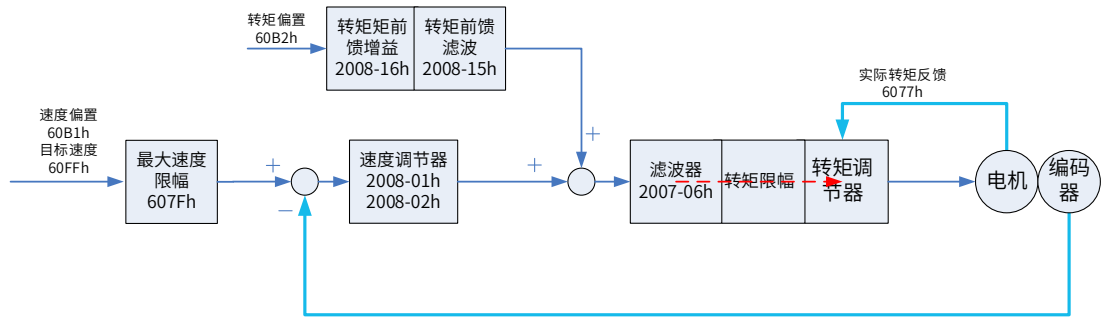 转矩偏置
60B2h
转矩矩前
馈增益
2008-16h
转矩前馈
滤波
2008-15h
实际转矩反馈
6077h
速度偏置
60B1h
目标速度
60FFh
最大速度
限幅
607Fh
+
−
速度调节器
2008-01h
2008-02h
+
+
滤波器
2007-06h
转矩限幅
转矩调
节器
电机
编码
器